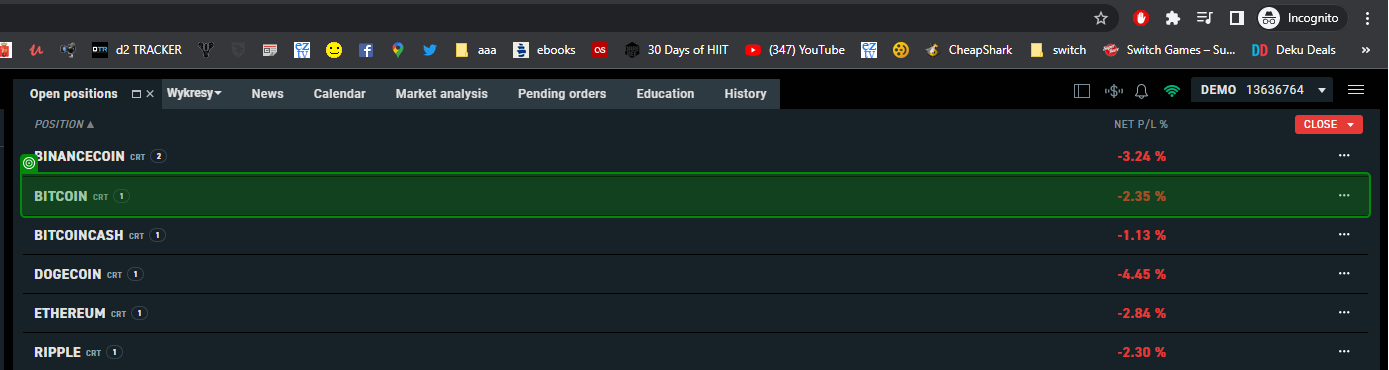 Incognito
d2 TRACKER aaa ebooks 30 Days of HIIT (347) YouTube CheapShark switch Switch Games – Su... Deku Deals »
Open positions Wykresy News Calendar Market analysis Pending orders Education History DEMO 13636764
POSITION NET P/L % CLOSE
BINANCECOIN CRT 2 -3.24 % ...
BITCOIN CRT 1 -2.35 % ...
BITCOINCASH CRT 1 -1.13 % ...
DOGECOIN CRT 1 -4.45 % ...
ETHEREUM CRT 1 -2.84 % ...
RIPPLE CRT 1 -2.30 % ...